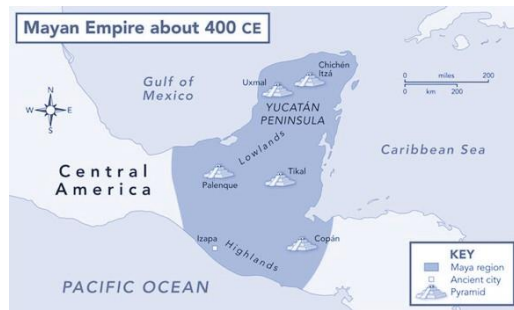 Mayan Empire about 400 CE
Gulf of
Mexico
Chichén
Itzá
Uxmal
0 miles 200
0 km 200
N
W E
S
YUCATÁN
PENINSULA
Lowlands
Caribbean Sea
Central
America
Palenque
Tikal
Izapa
Highlands
Copán
PACIFIC OCEAN
KEY
Maya region
Ancient city
Pyramid